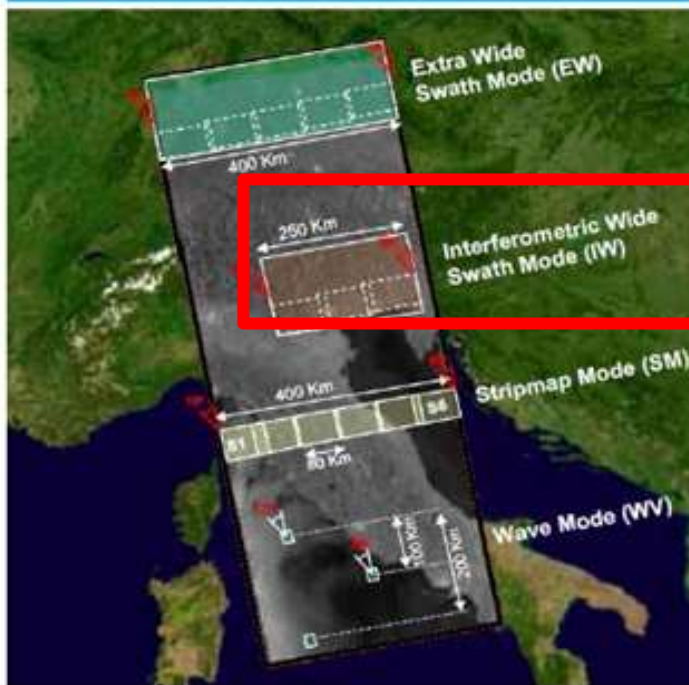 Extra Wide
Swath Mode (EW)
400 Km
250 Km
Interferometric Wide
Swath Mode (IW)
400 Km
Stripmap Mode (SM)
S1
80 Km
Wave Mode (WV)
100 Km
200 Km